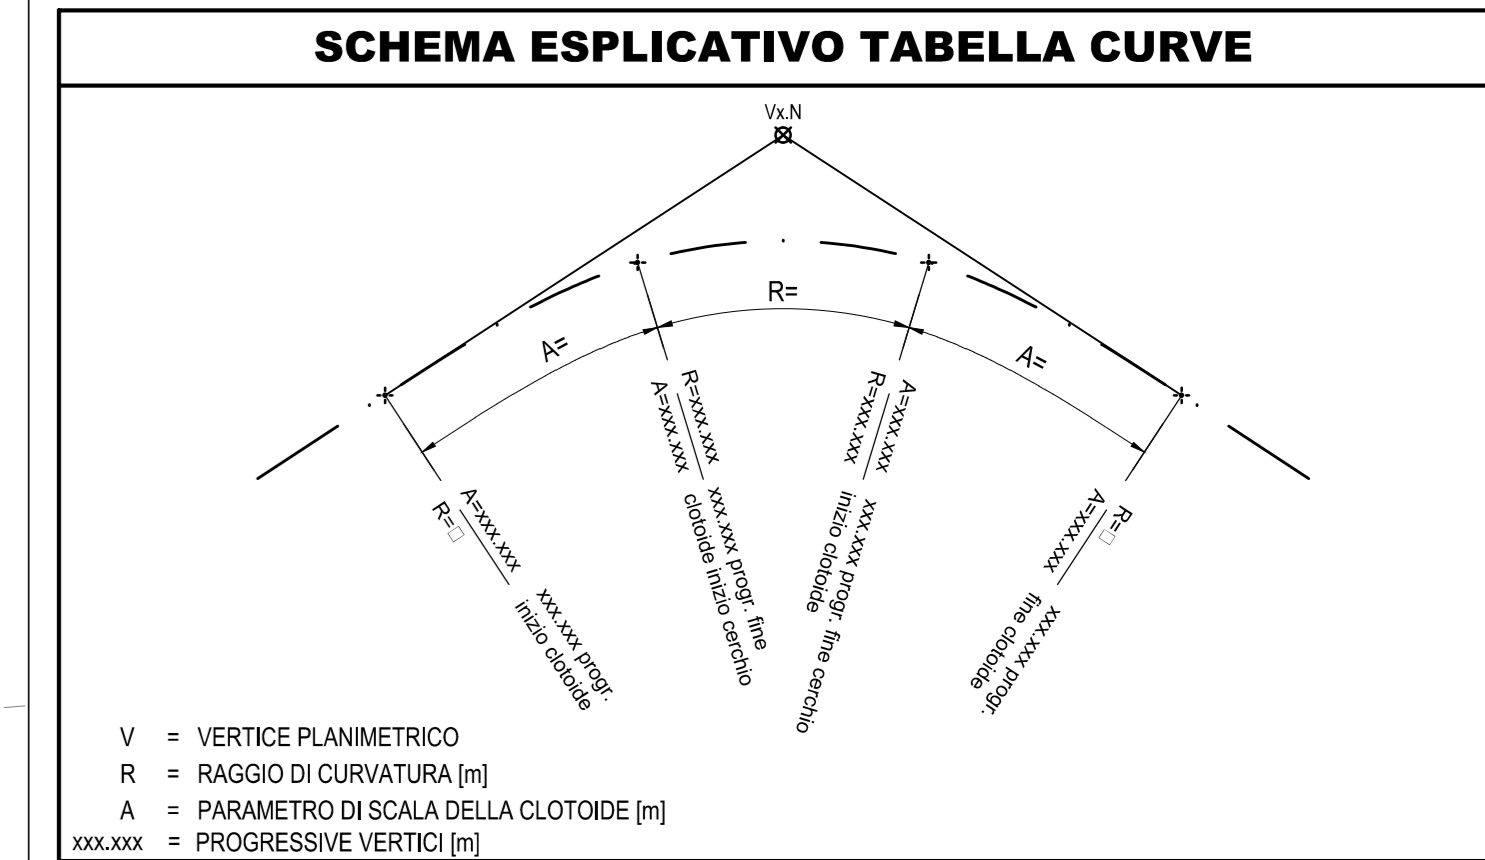 SCHEMA ESPLICATIVO TABELLA CURVE
Vx.N
R=
A=
A=
A=xxx.xxx
R=□
xxx.xxx progr.
inizio clotoide
R=xxx.xxx
A=xxx.xxx
xxx.xxx progr. fine
clotoide inizio cerchio
A=xxx.xxx
R=xxx.xxx
xxx.xxx progr. fine cerchio
inizio clotoide
R=□
A=xxx.xxx
xxx.xxx progr.
fine clotoide
V = VERTICE PLANIMETRICO
R = RAGGIO DI CURVATURA [m]
A = PARAMETRO DI SCALA DELLA CLOTOIDE [m]
xxx.xxx = PROGRESSIVE VERTICI [m]